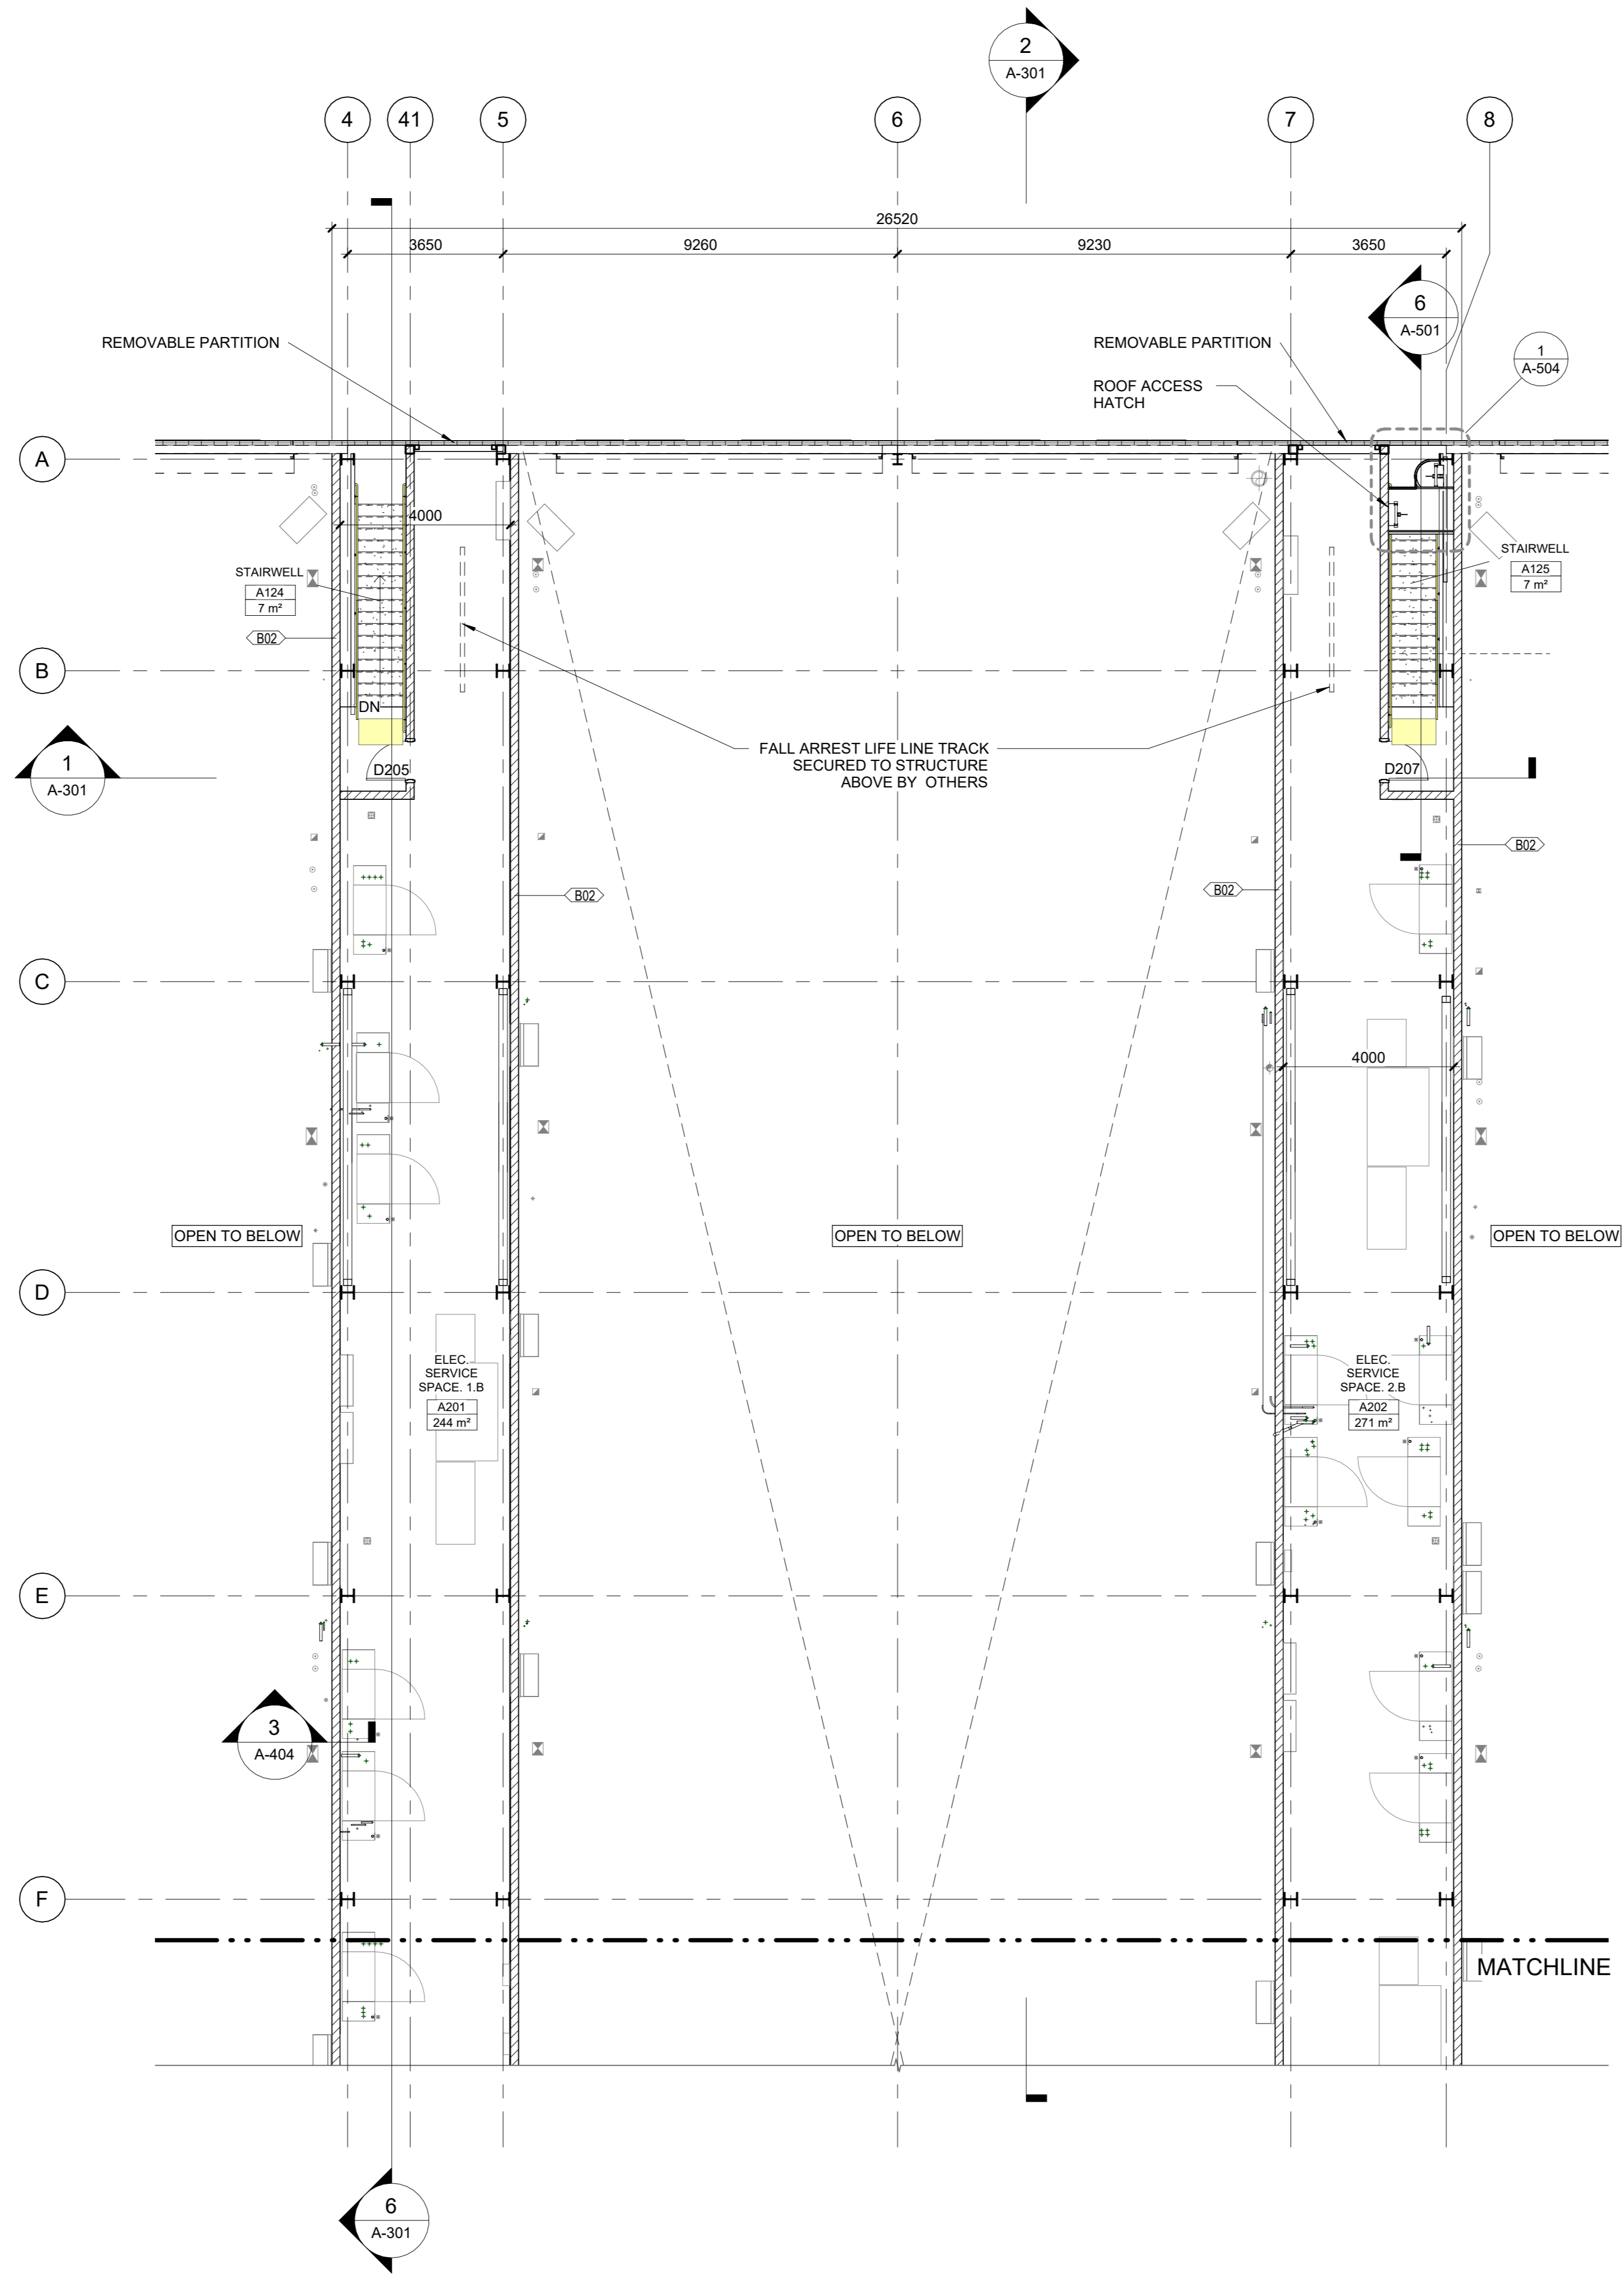 2
A-301
4
41
5
6
7
8
26520
3650
9260
9230
3650
6
A-501
REMOVABLE PARTITION
REMOVABLE PARTITION
1
A-504
ROOF ACCESS
HATCH
A
4000
STAIRWELL
A124
7 m²
STAIRWELL
A125
7 m²
B02
B
DN
1
A-301
FALL ARREST LIFE LINE TRACK
SECURED TO STRUCTURE
ABOVE BY OTHERS
D205
D207
B02
B02
B02
C
4000
OPEN TO BELOW
OPEN TO BELOW
OPEN TO BELOW
D
ELEC.
SERVICE
SPACE. 1.B
A201
244 m²
ELEC.
SERVICE
SPACE. 2.B
A202
271 m²
E
3
A-404
F
MATCHLINE
6
A-301